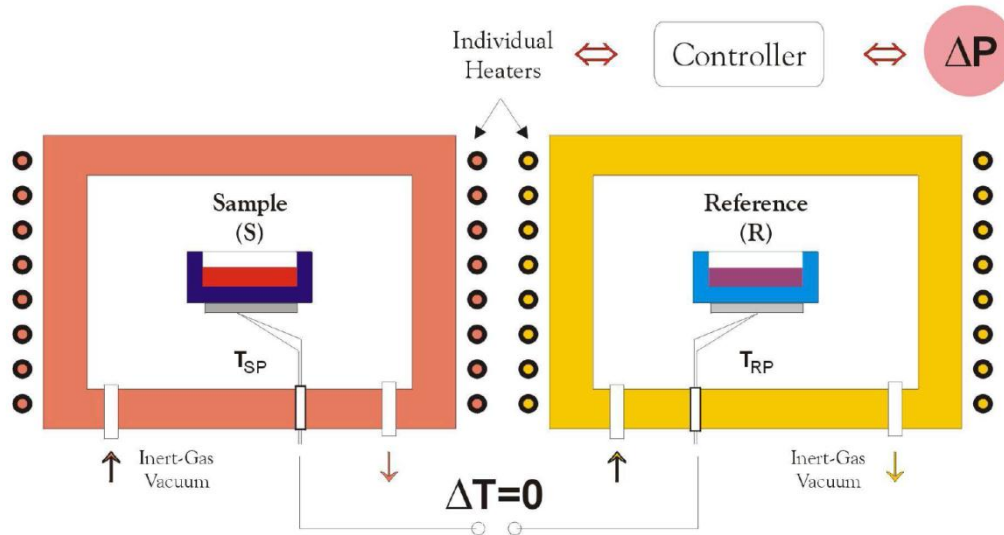 Individual
Heaters
Controller
ΔP
Sample
(S)
Reference
(R)
TSP
TRP
Inert-Gas
Vacuum
Inert-Gas
Vacuum
ΔT=0